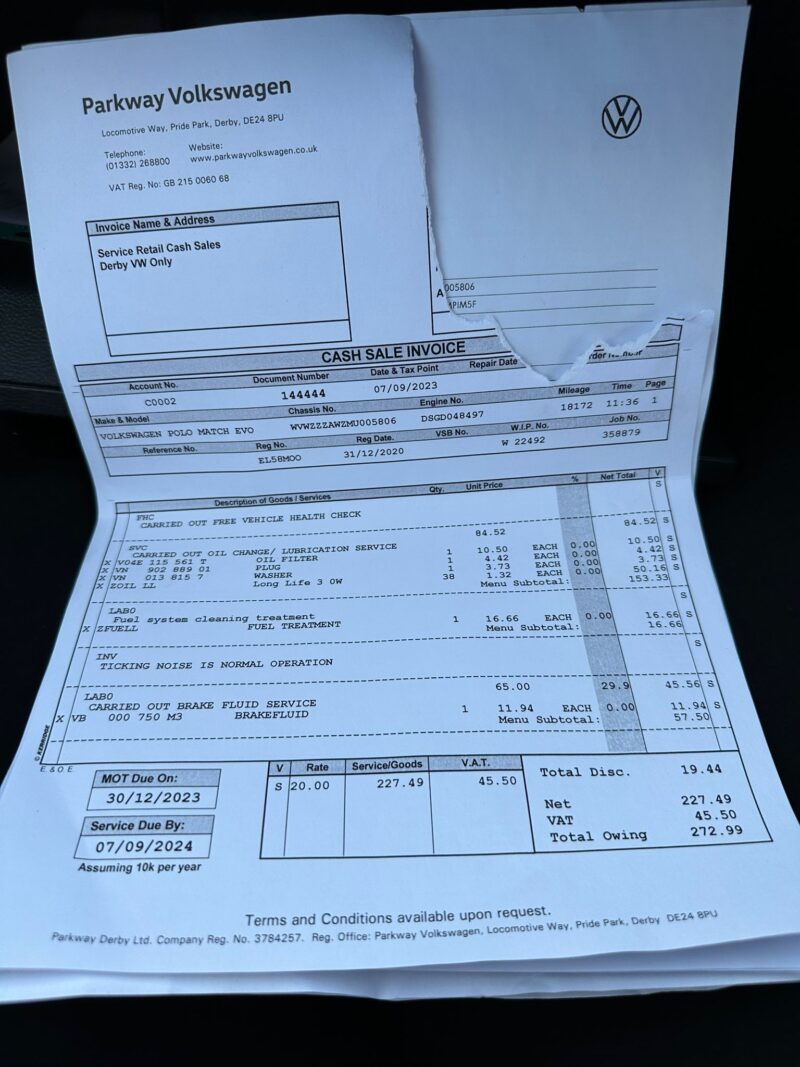 Parkway Volkswagen
Locomotive Way, Pride Park, Derby, DE24 8PU
Telephone: Website:
(01332) 268800 www.parkwayvolkswagen.co.uk
VAT Reg. No: GB 215 0060 68
Invoice Name & Address
Service Retail Cash Sales
Derby VW Only
005806
A
MPIMSF
CASH SALE INVOICE
Account No. Document Number Date & Tax Point Repair Date
C0002 144444 07/09/2023
Make & Model Chassis No. Engine No. Mileage Time Page
VOLKSWAGEN POLO MATCH EVO WVWZZZAWZMU005806 DSGD048497 18172 11:36 1
Reference No. Reg No. Reg Date. VSB No. W.I.P. No. Job No.
EL58MOO 31/12/2020 W 22492 358879
Description of Goods / Services Qty. Unit Price % Net Total V
FHC S
CARRIED OUT FREE VEHICLE HEALTH CHECK
SVC 84.52 84.52 S
CARRIED OUT OIL CHANGE/ LUBRICATION SERVICE
X V04E 115 561 T OIL FILTER 1 10.50 EACH 0.00 10.50 S
X VN 902 889 01 PLUG 1 4.42 EACH 0.00 4.42 S
X VN 013 815 7 WASHER 1 3.73 EACH 0.00 3.73 S
X ZOIL LL Long Life 3 0W 38 1.32 EACH 0.00 50.16 S
Menu Subtotal: 153.33
LABO S
Fuel system cleaning treatment
X ZFUELL FUEL TREATMENT 1 16.66 EACH 0.00 16.66 S
Menu Subtotal: 16.66
INV S
TICKING NOISE IS NORMAL OPERATION
LABO 65.00 29.9 45.56 S
CARRIED OUT BRAKE FLUID SERVICE
X VB 000 750 M3 BRAKEFLUID 1 11.94 EACH 0.00 11.94 S
Menu Subtotal: 57.50
© KERRIDGE
E. & O. E.
MOT Due On:
30/12/2023
Service Due By:
07/09/2024
Assuming 10k per year
V Rate Service/Goods V.A.T.
S 20.00 227.49 45.50
Total Disc. 19.44
Net 227.49
VAT 45.50
Total Owing 272.99
Terms and Conditions available upon request.
Parkway Derby Ltd. Company Reg. No. 3784257. Reg. Office: Parkway Volkswagen, Locomotive Way, Pride Park, Derby DE24 8PU